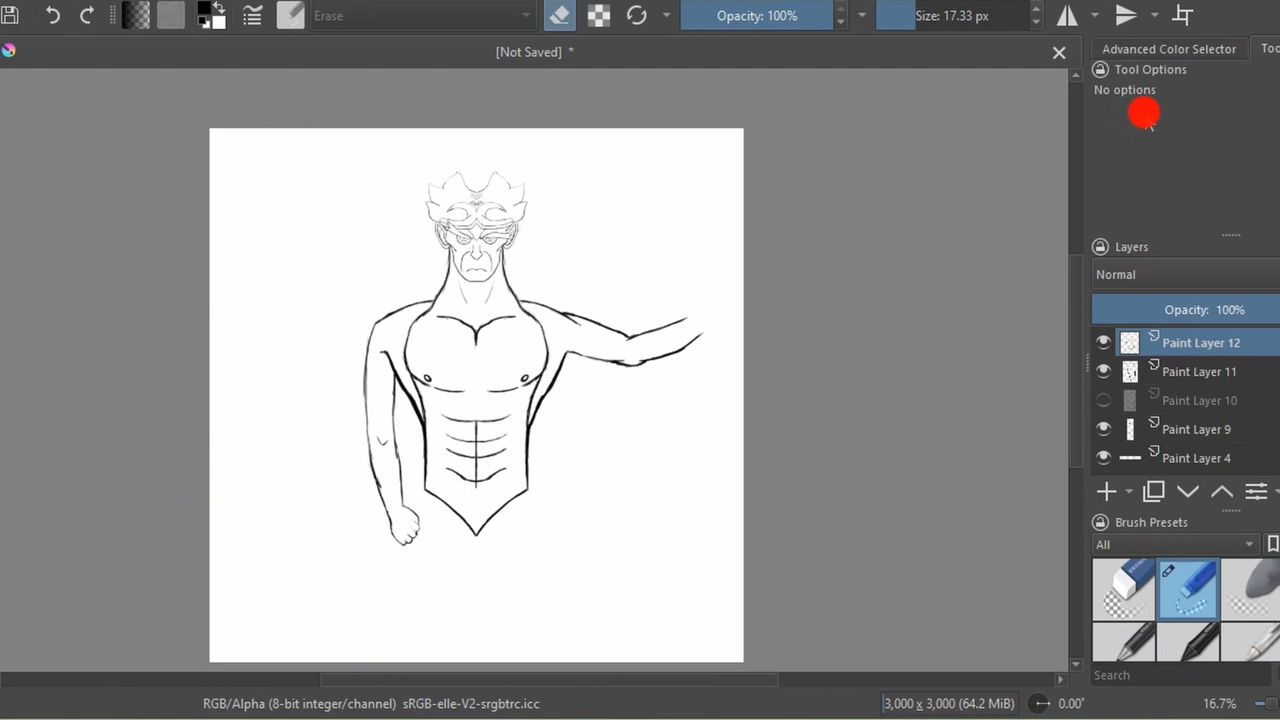 Erase
Opacity: 100%
Size: 17.33 px
[Not Saved] *
Advanced Color Selector
Too
Tool Options
No options
Layers
Normal
Opacity: 100%
Paint Layer 12
Paint Layer 11
Paint Layer 10
Paint Layer 9
Paint Layer 4
Brush Presets
All
Search
RGB/Alpha (8-bit integer/channel) sRGB-elle-V2-srgbtrc.icc
3,000 x 3,000 (64.2 MiB)
0.00°
16.7%